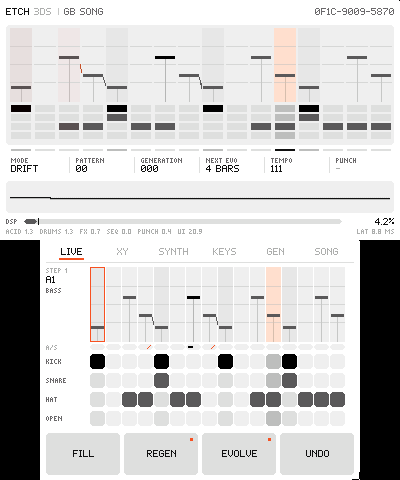 ETCH 3DS | GB SONG 0F1C-9009-5870
MODE PATTERN GENERATION NEXT EVO TEMPO PUNCH
DRIFT 00 000 4 BARS 111 -
DSP 4.2%
ACID 1.3 DRUMS 1.3 FX 0.7 SEQ 0.0 PUNCH 0.4 UI 20.9 LAT 8.8 MS
LIVE XY SYNTH KEYS GEN SONG
STEP 1
A1
BASS
A/S
KICK
SNARE
HAT
OPEN
FILL REGEN EVOLVE UNDO